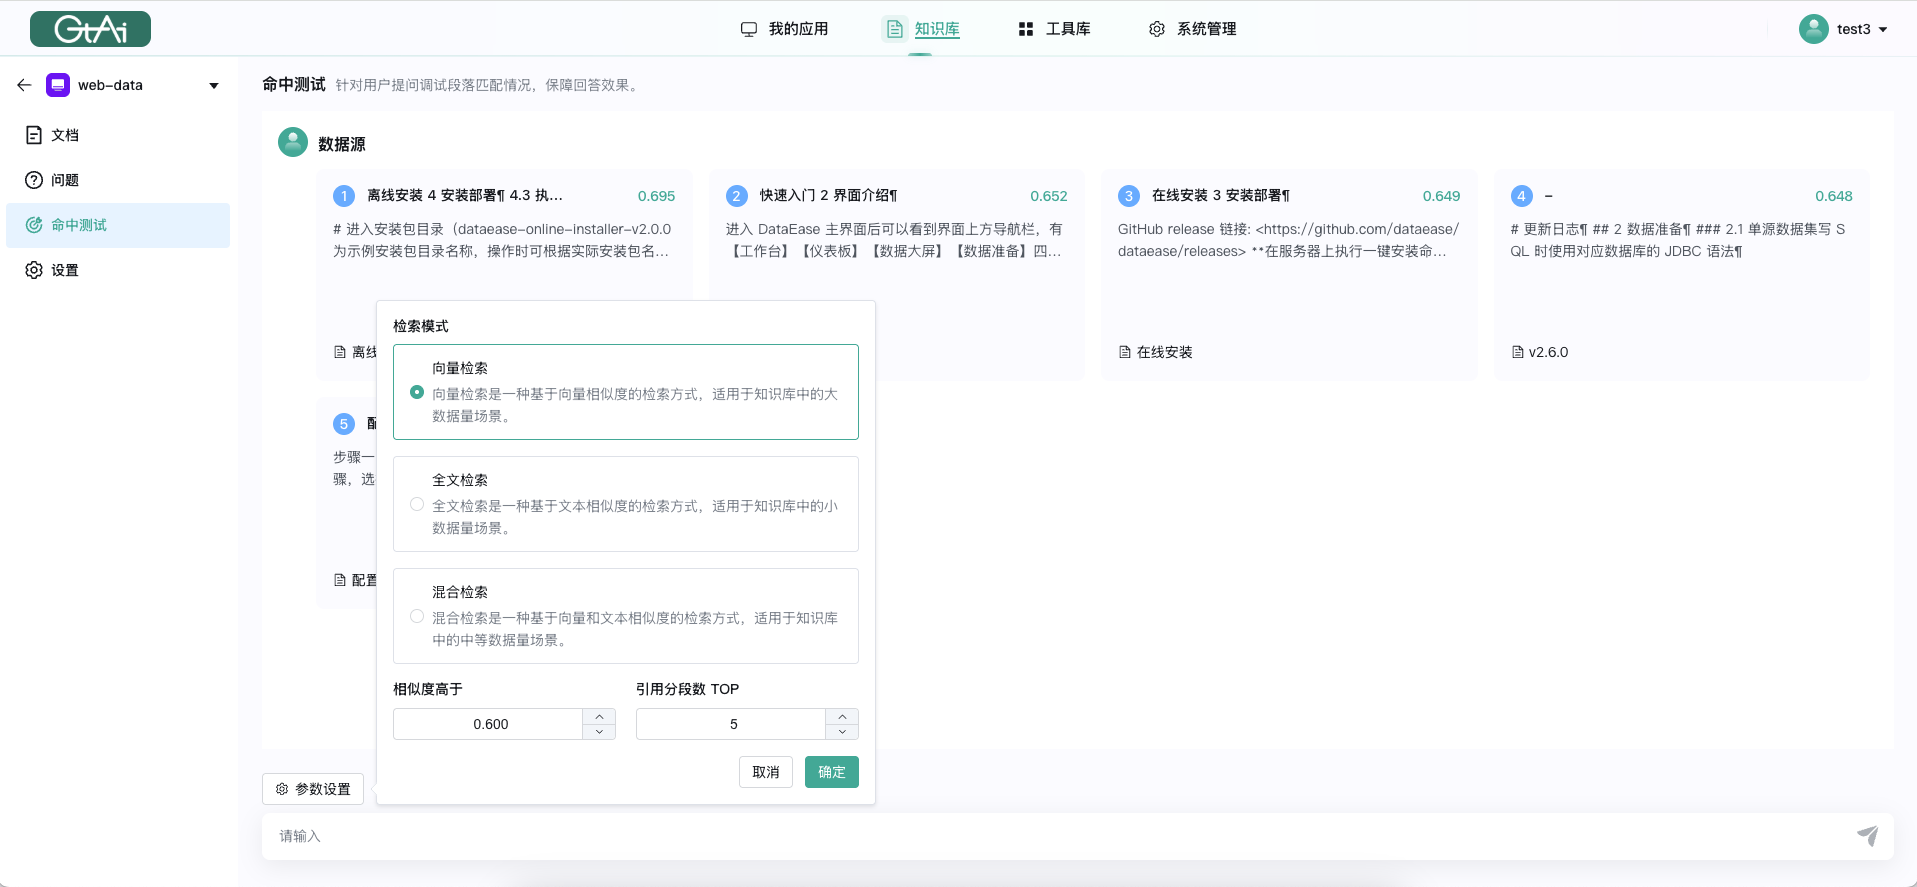 GtAi
我的应用
知识库
工具库
系统管理
test3
web-data
文档
问题
命中测试
设置
命中测试 针对用户提问调试段落匹配情况，保障回答效果。
数据源
1 离线安装 4 安装部署¶ 4.3 执... 0.695
# 进入安装包目录（dataease-online-installer-v2.0.0
为示例安装包目录名称，操作时可根据实际安装包名...
离线
2 快速入门 2 界面介绍¶ 0.652
进入 DataEase 主界面后可以看到界面上方导航栏，有
【工作台】【仪表板】【数据大屏】【数据准备】四...
3 在线安装 3 安装部署¶ 0.649
GitHub release 链接: <https://github.com/dataease/
dataease/releases> **在服务器上执行一键安装命...
在线安装
4 - 0.648
# 更新日志¶ ## 2 数据准备¶ ### 2.1 单源数据集写 S
QL 时使用对应数据库的 JDBC 语法¶
v2.6.0
5 配
步骤一
骤，选
配置
检索模式
向量检索
向量检索是一种基于向量相似度的检索方式，适用于知识库中的大
数据量场景。
全文检索
全文检索是一种基于文本相似度的检索方式，适用于知识库中的小
数据量场景。
混合检索
混合检索是一种基于向量和文本相似度的检索方式，适用于知识库
中的中等数据量场景。
相似度高于
引用分段数 TOP
0.600
5
取消
确定
参数设置
请输入